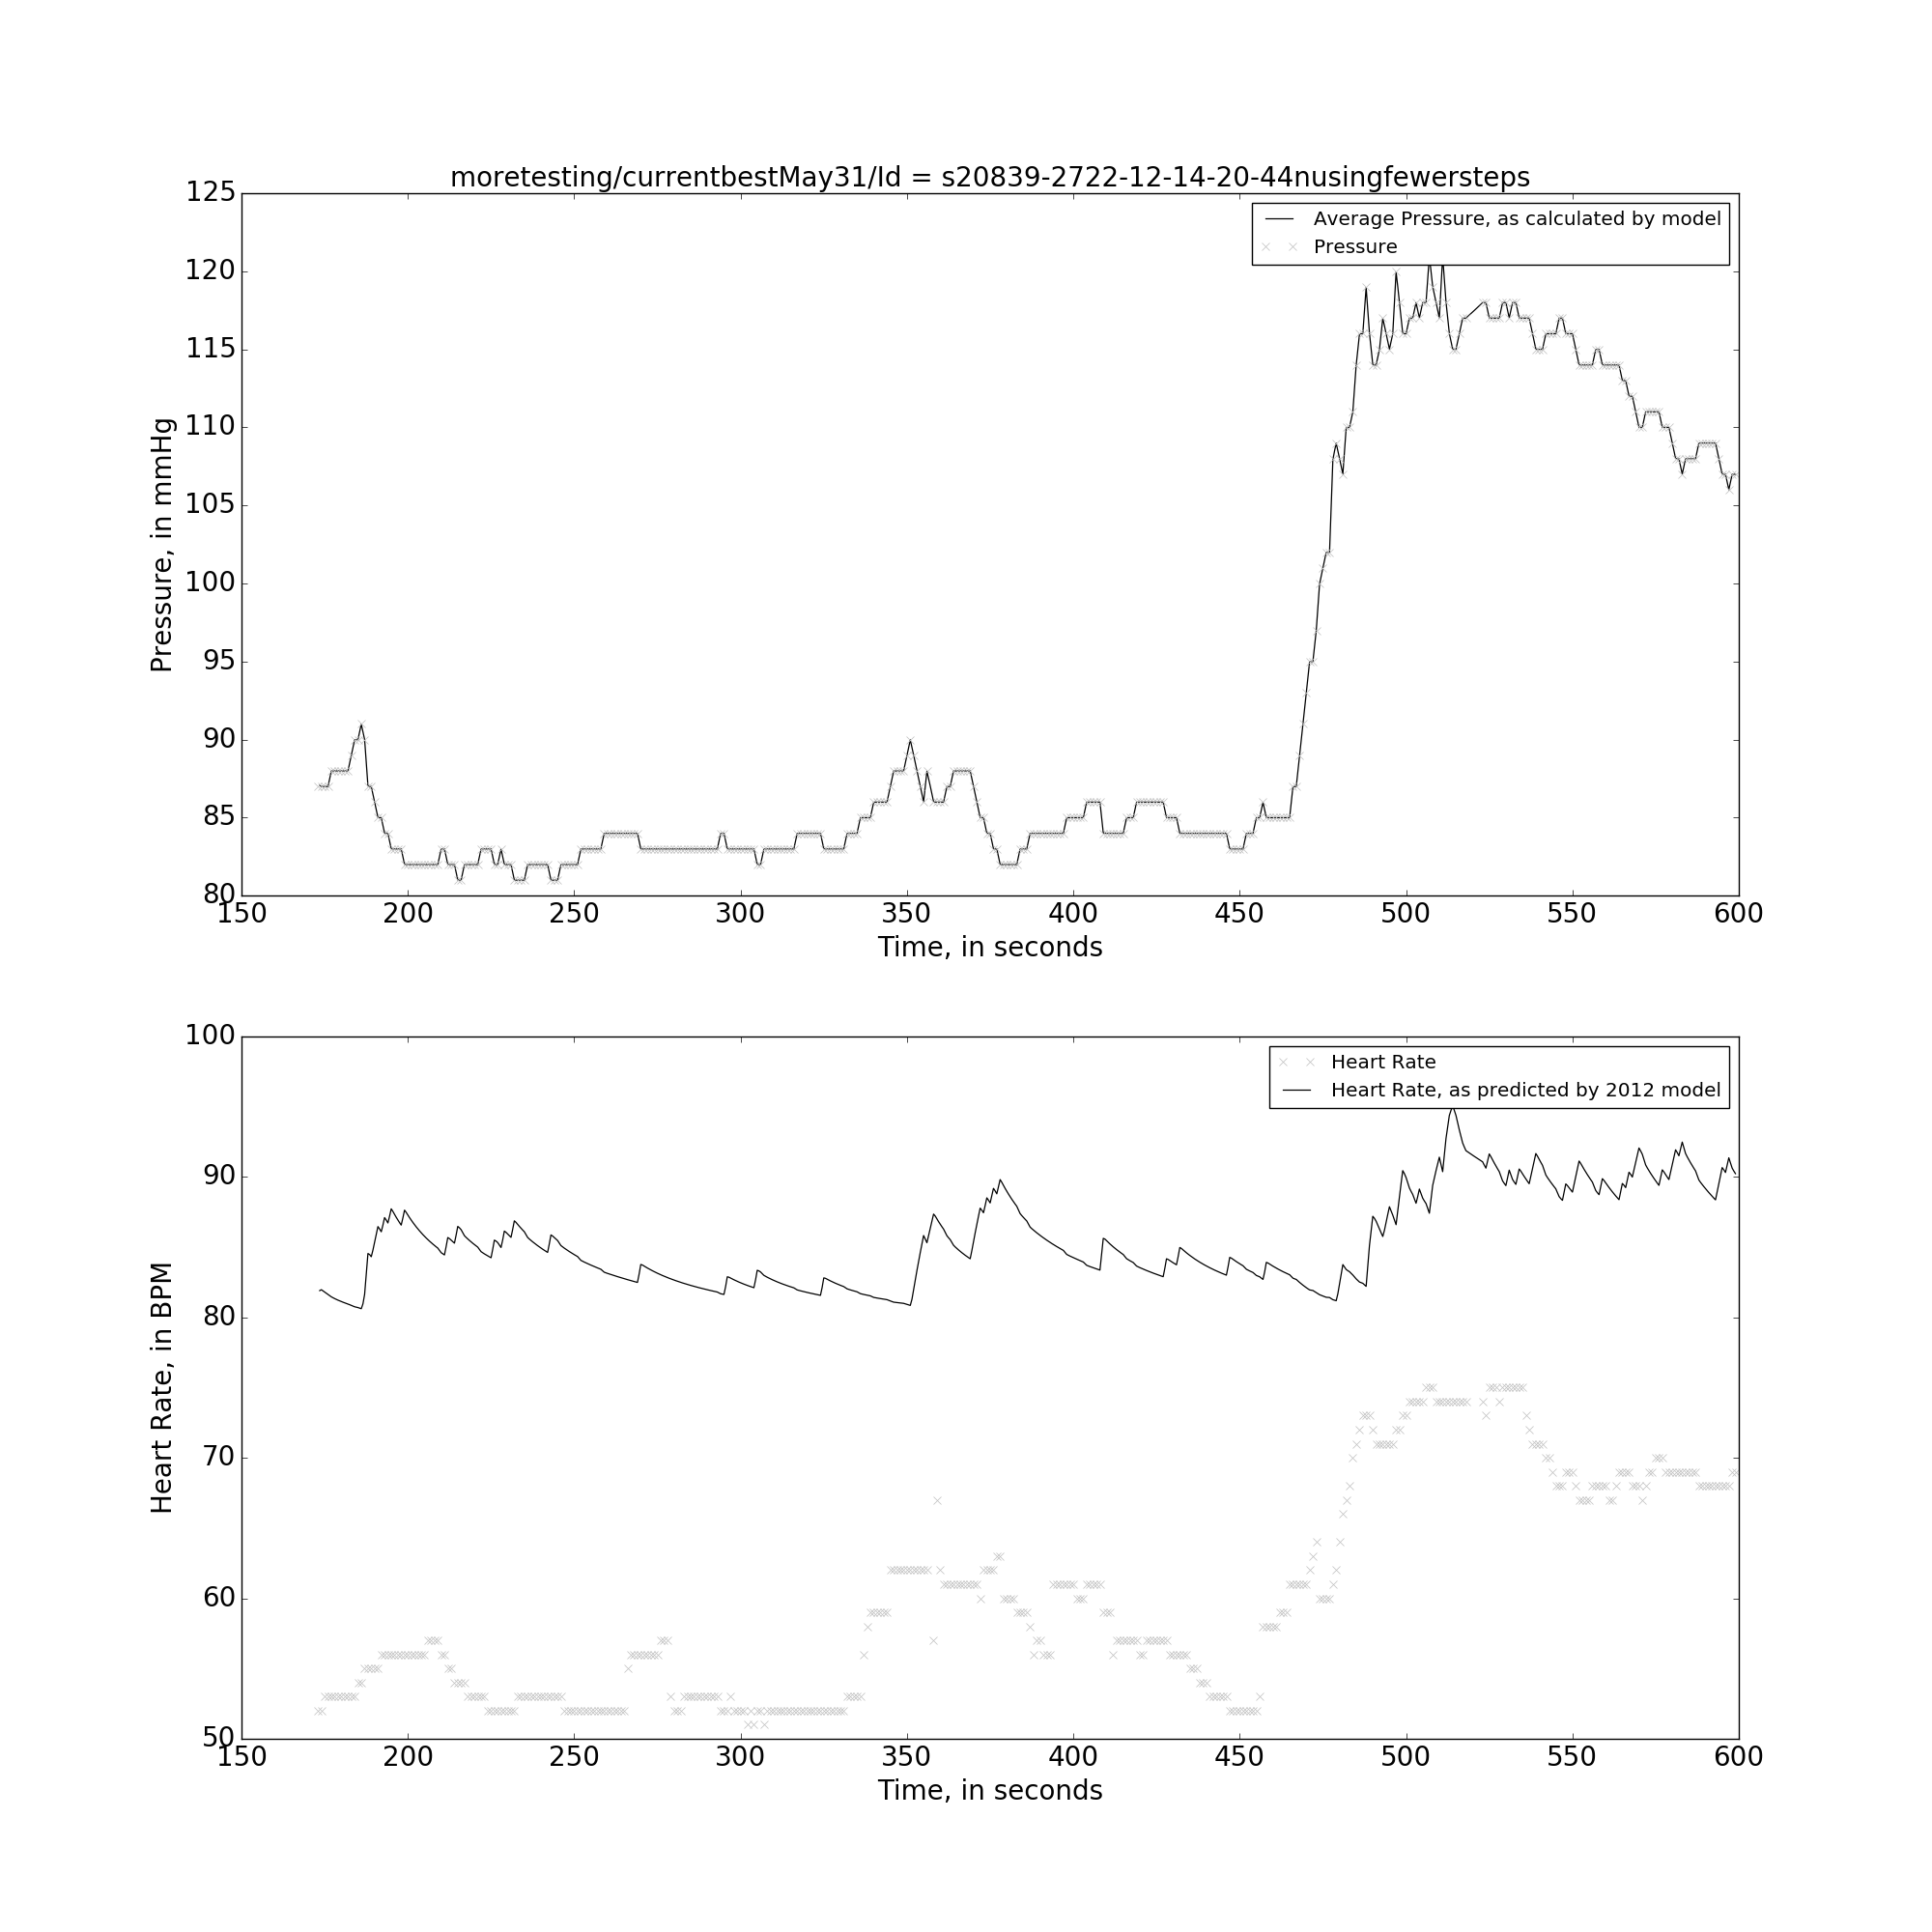 moretesting/currentbestMay31/Id = s20839-2722-12-14-20-44nusingfewersteps
Average Pressure, as calculated by model
Pressure
125
120
115
110
105
100
95
90
85
80
Pressure, in mmHg
150 200 250 300 350 400 450 500 550 600
Time, in seconds
Heart Rate
Heart Rate, as predicted by 2012 model
100
90
80
70
60
50
Heart Rate, in BPM
150 200 250 300 350 400 450 500 550 600
Time, in seconds